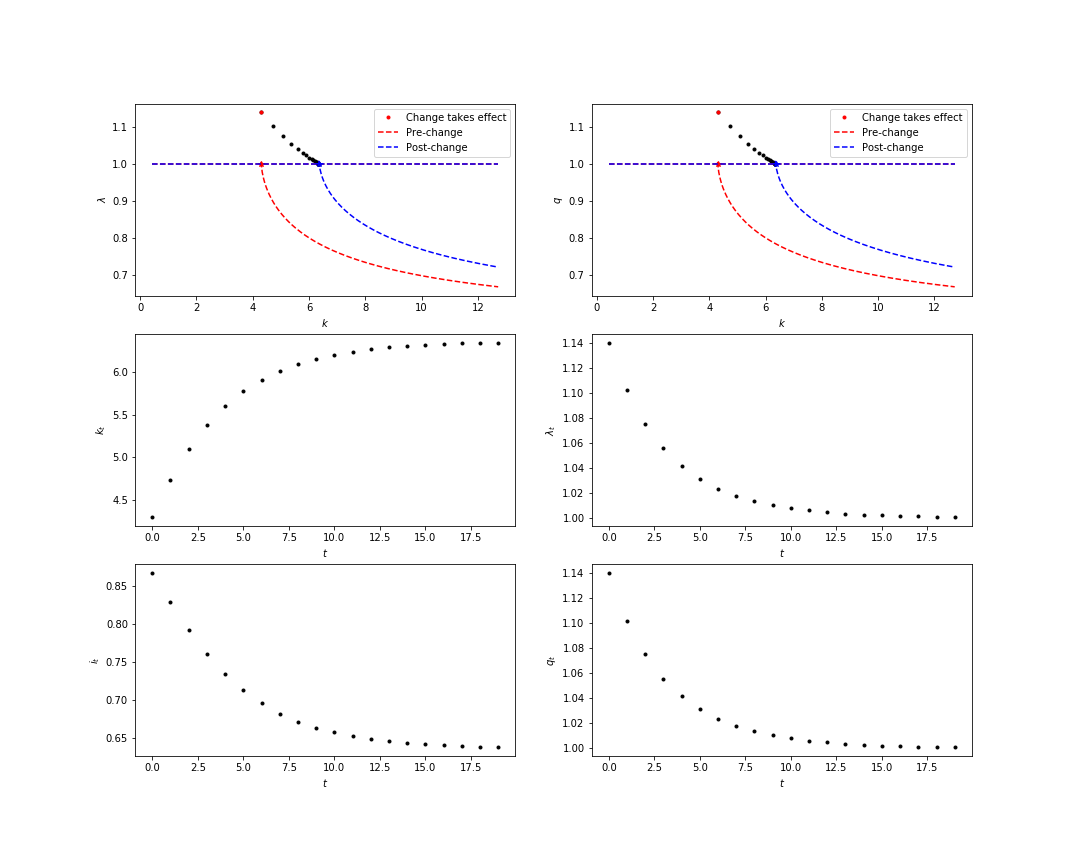 1.1
1.0
0.9
0.8
0.7
λ
0 2 4 6 8 10 12
k
Change takes effect
Pre-change
Post-change
1.1
1.0
0.9
0.8
0.7
q
0 2 4 6 8 10 12
k
Change takes effect
Pre-change
Post-change
6.0
5.5
5.0
4.5
kₜ
0.0 2.5 5.0 7.5 10.0 12.5 15.0 17.5
t
1.14
1.12
1.10
1.08
1.06
1.04
1.02
1.00
λₜ
0.0 2.5 5.0 7.5 10.0 12.5 15.0 17.5
t
0.85
0.80
0.75
0.70
0.65
iₜ
0.0 2.5 5.0 7.5 10.0 12.5 15.0 17.5
t
1.14
1.12
1.10
1.08
1.06
1.04
1.02
1.00
qₜ
0.0 2.5 5.0 7.5 10.0 12.5 15.0 17.5
t